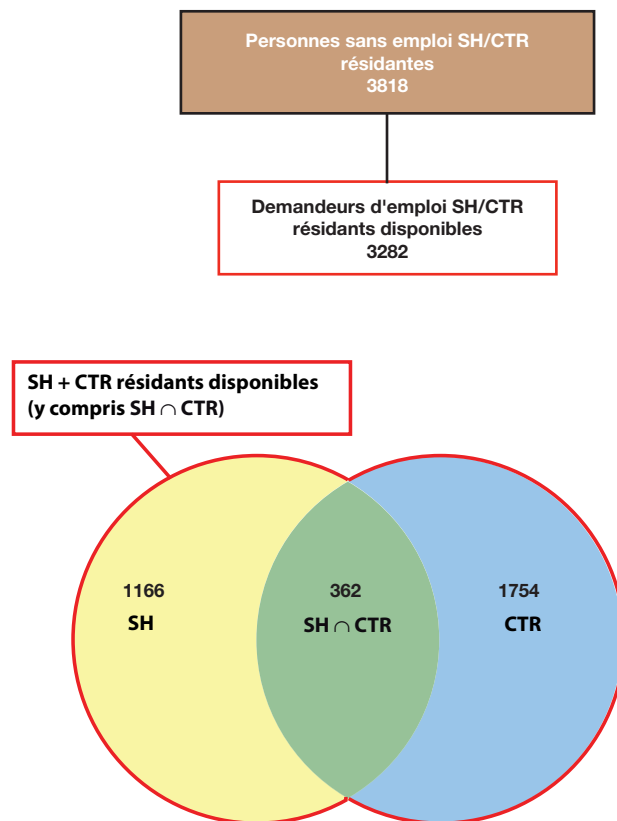 Personnes sans emploi SH/CTR
résidantes
3818
Demandeurs d'emploi SH/CTR
résidants disponibles
3282
SH + CTR résidants disponibles
(y compris SH ∩ CTR)
1166
SH
362
SH ∩ CTR
1754
CTR